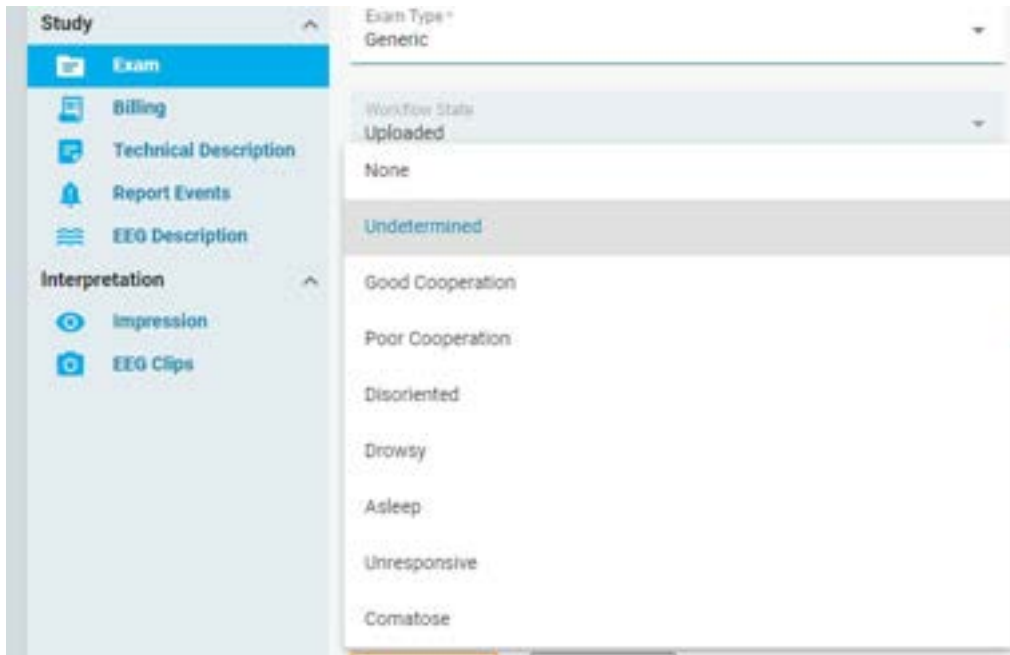 Study
Exam
Billing
Technical Description
Report Events
EEG Description
Interpretation
Impression
EEG Clips
Exam Type *
Generic
Workflow State
Uploaded
None
Undetermined
Good Cooperation
Poor Cooperation
Disoriented
Drowsy
Asleep
Unresponsive
Comatose